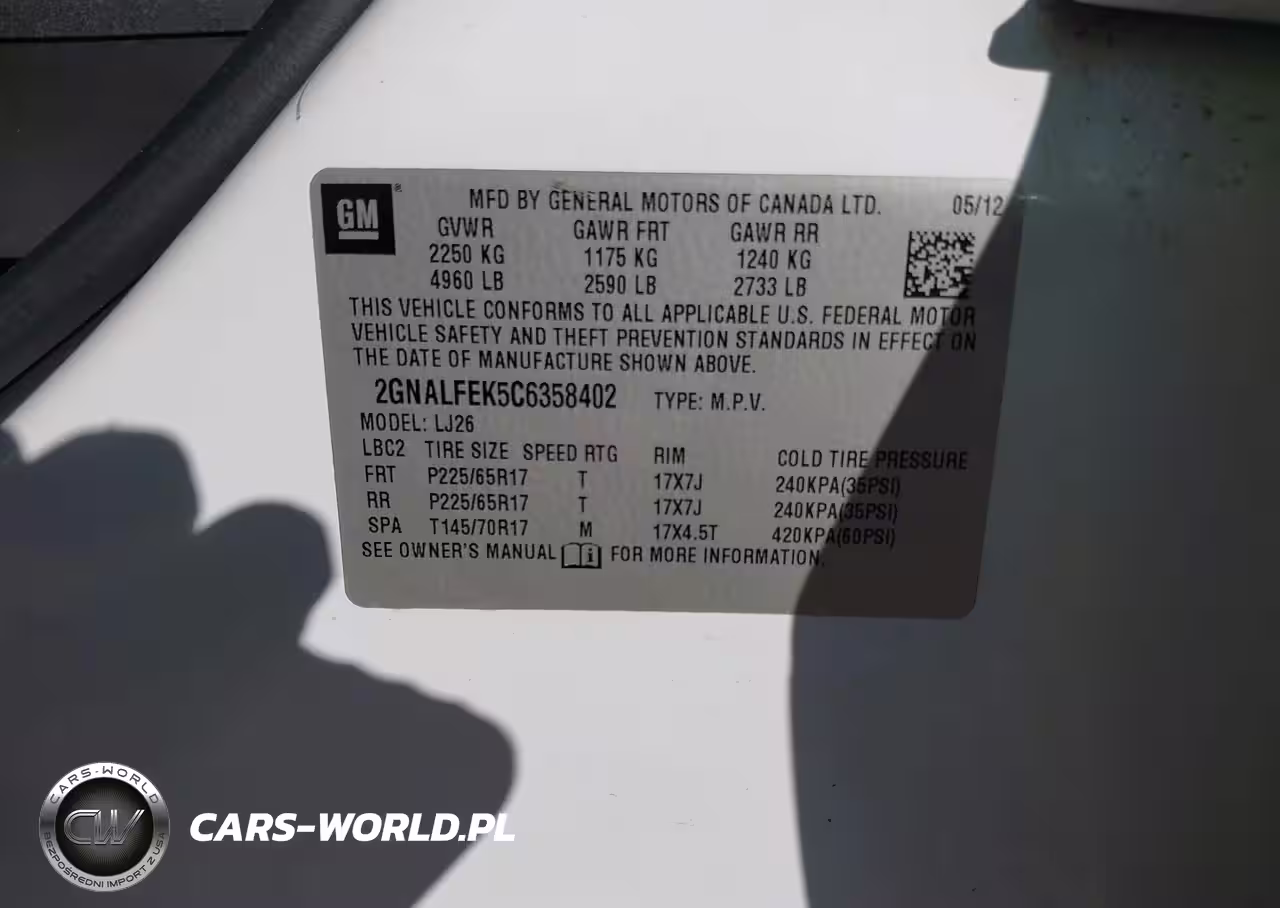 GM ®
MFD BY GENERAL MOTORS OF CANADA LTD. 05/12
GVWR GAWR FRT GAWR RR
2250 KG 1175 KG 1240 KG
4960 LB 2590 LB 2733 LB
THIS VEHICLE CONFORMS TO ALL APPLICABLE U.S. FEDERAL MOTOR
VEHICLE SAFETY AND THEFT PREVENTION STANDARDS IN EFFECT ON
THE DATE OF MANUFACTURE SHOWN ABOVE.
2GNALFEK5C6358402 TYPE: M.P.V.
MODEL: LJ26
LBC2 TIRE SIZE SPEED RTG RIM COLD TIRE PRESSURE
FRT P225/65R17 T 17X7J 240KPA(35PSI)
RR P225/65R17 T 17X7J 240KPA(35PSI)
SPA T145/70R17 M 17X4.5T 420KPA(60PSI)
SEE OWNER'S MANUAL i FOR MORE INFORMATION.
CARS-WORLD
CW
BEZPOŚREDNI IMPORT Z USA
CARS-WORLD.PL